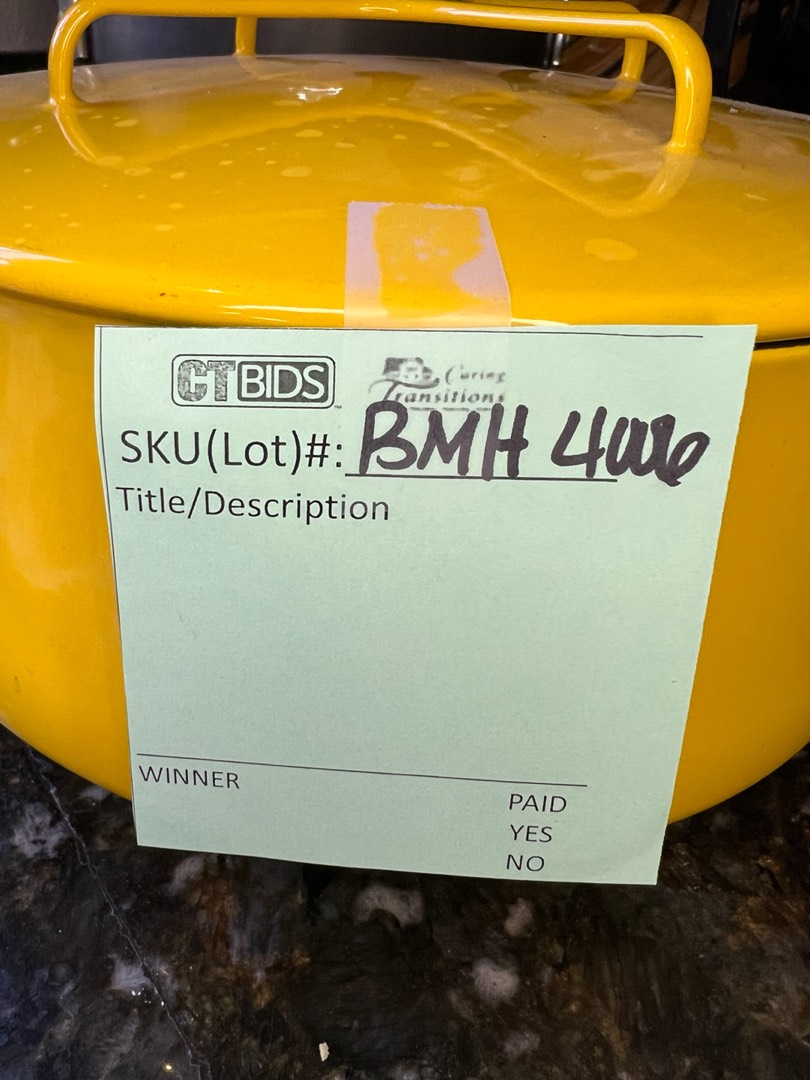 CTBIDS
Caring
Transitions
SKU(Lot)#: BMH 4006
Title/Description
WINNER
PAID
YES
NO